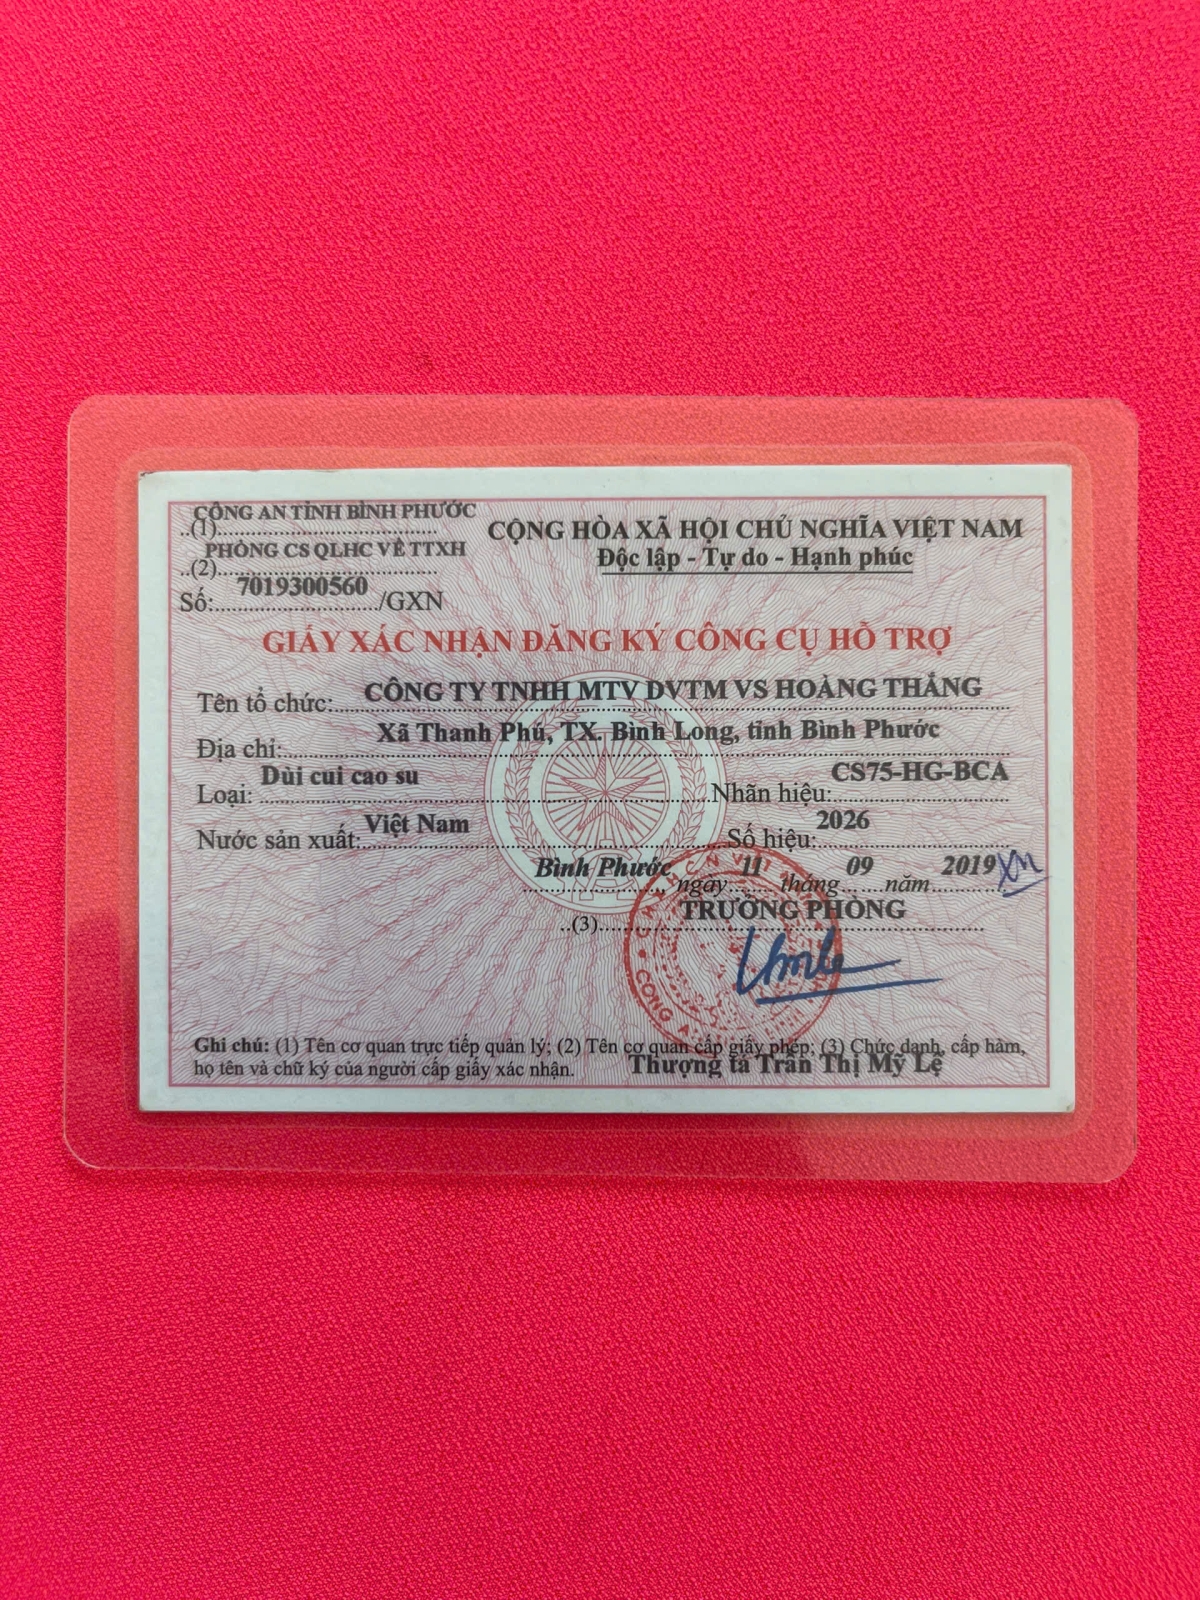 CÔNG AN TỈNH BÌNH PHƯỚC
..(1)..............................
PHÒNG CS QLHC VỀ TTXH
..(2)..............................
Số:....7019300560..../GXN
CỘNG HÒA XÃ HỘI CHỦ NGHĨA VIỆT NAM
Độc lập - Tự do - Hạnh phúc
GIẤY XÁC NHẬN ĐĂNG KÝ CÔNG CỤ HỖ TRỢ
Tên tổ chức: CÔNG TY TNHH MTV DVTM VS HOÀNG THẮNG
Địa chỉ: Xã Thanh Phú, TX. Bình Long, tỉnh Bình Phước
Loại: Dùi cui cao su Nhãn hiệu: CS75-HG-BCA
Nước sản xuất: Việt Nam Số hiệu: 2026
Bình Phước ngày 11 tháng 09 năm 2019
..(3).. TRƯỞNG PHÒNG
Ghi chú: (1) Tên cơ quan trực tiếp quản lý; (2) Tên cơ quan cấp giấy phép; (3) Chức danh, cấp hàm,
họ tên và chữ ký của người cấp giấy xác nhận.
Thượng tá Trần Thị Mỹ Lệ